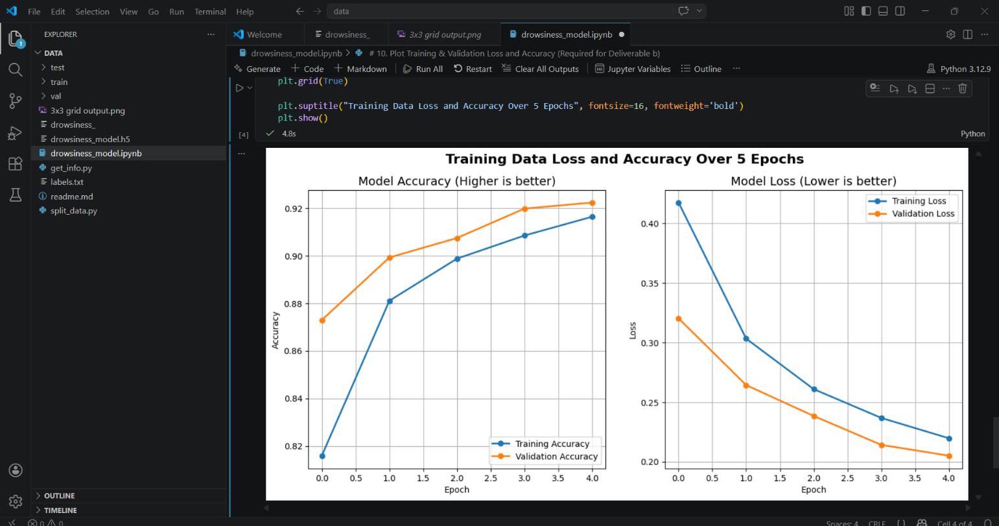 File Edit Selection View Go Run Terminal Help
data
EXPLORER
1
DATA
test
train
val
3x3 grid output.png
drowsiness_
drowsiness_model.h5
drowsiness_model.ipynb
get_info.py
labels.txt
readme.md
split_data.py
OUTLINE
TIMELINE
Welcome
drowsiness_
3x3 grid output.png
drowsiness_model.ipynb
drowsiness_model.ipynb > # 10. Plot Training & Validation Loss and Accuracy (Required for Deliverable b)
Generate + Code + Markdown Run All Restart Clear All Outputs Jupyter Variables Outline ... Python 3.12.9
plt.grid(True)
plt.suptitle("Training Data Loss and Accuracy Over 5 Epochs", fontsize=16, fontweight='bold')
plt.show()
[4] 4.8s Python
Training Data Loss and Accuracy Over 5 Epochs
Model Accuracy (Higher is better)
0.92
0.90
0.88
0.86
0.84
0.82
Accuracy
Training Accuracy
Validation Accuracy
0.0 0.5 1.0 1.5 2.0 2.5 3.0 3.5 4.0
Epoch
Model Loss (Lower is better)
Training Loss
Validation Loss
0.40
0.35
0.30
0.25
0.20
Loss
0.0 0.5 1.0 1.5 2.0 2.5 3.0 3.5 4.0
Epoch
0 0 Spaces: 4 CRLF { } Cell 4 of 4